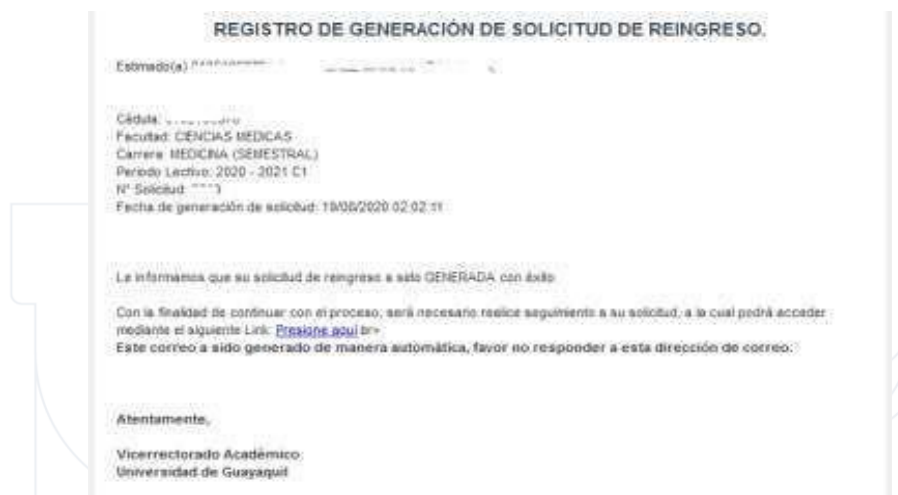 REGISTRO DE GENERACIÓN DE SOLICITUD DE REINGRESO.
Estimado(a)
Cédula:
Facultad: CIENCIAS MEDICAS
Carrera: MEDICINA (SEMESTRAL)
Periodo Lectivo: 2020 - 2021 C1
N° Solicitud:
Fecha de generación de solicitud: 19/06/2020 02:02:11
Le informamos que su solicitud de reingreso a sido GENERADA con éxito
Con la finalidad de continuar con el proceso, será necesario realice seguimiento a su solicitud, a la cual podrá acceder
mediante el siguiente Link: Presione aquí br>
Este correo a sido generado de manera automática, favor no responder a esta dirección de correo.
Atentamente,
Vicerrectorado Académico
Universidad de Guayaquil